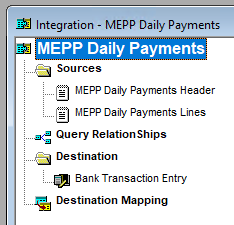 Integration - MEPP Daily Payments
MEPP Daily Payments
Sources
MEPP Daily Payments Header
MEPP Daily Payments Lines
Query RelationShips
Destination
Bank Transaction Entry
Destination Mapping